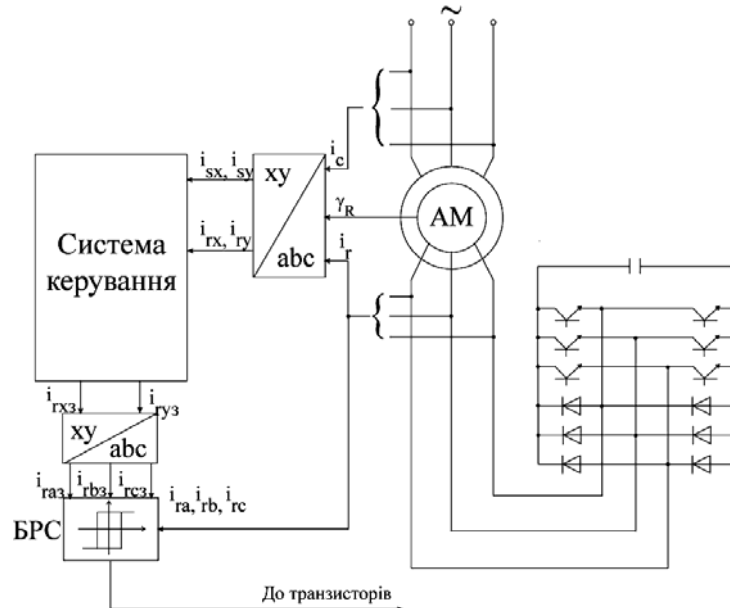 ~
i_c
i_sx, i_sy
xy
γ_R
АМ
Система
керування
i_rx, i_ry
i_r
abc
i_rxз
i_ryз
xy
abc
i_raз
i_rbз
i_rcз
i_ra, i_rb, i_rc
БРС
До транзисторів